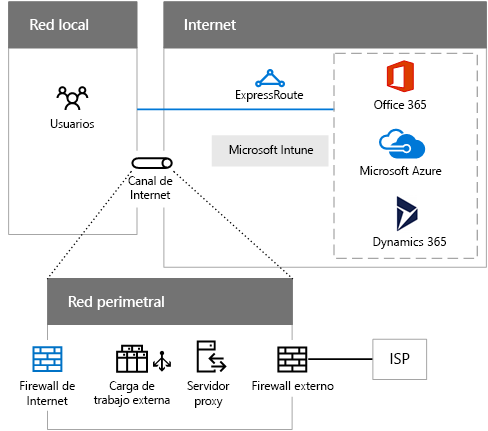 Red local
Internet
Usuarios
ExpressRoute
Office 365
Microsoft Intune
Microsoft Azure
Canal de
Internet
Dynamics 365
Red perimetral
Firewall de
Internet
Carga de
trabajo externa
Servidor
proxy
Firewall externo
ISP